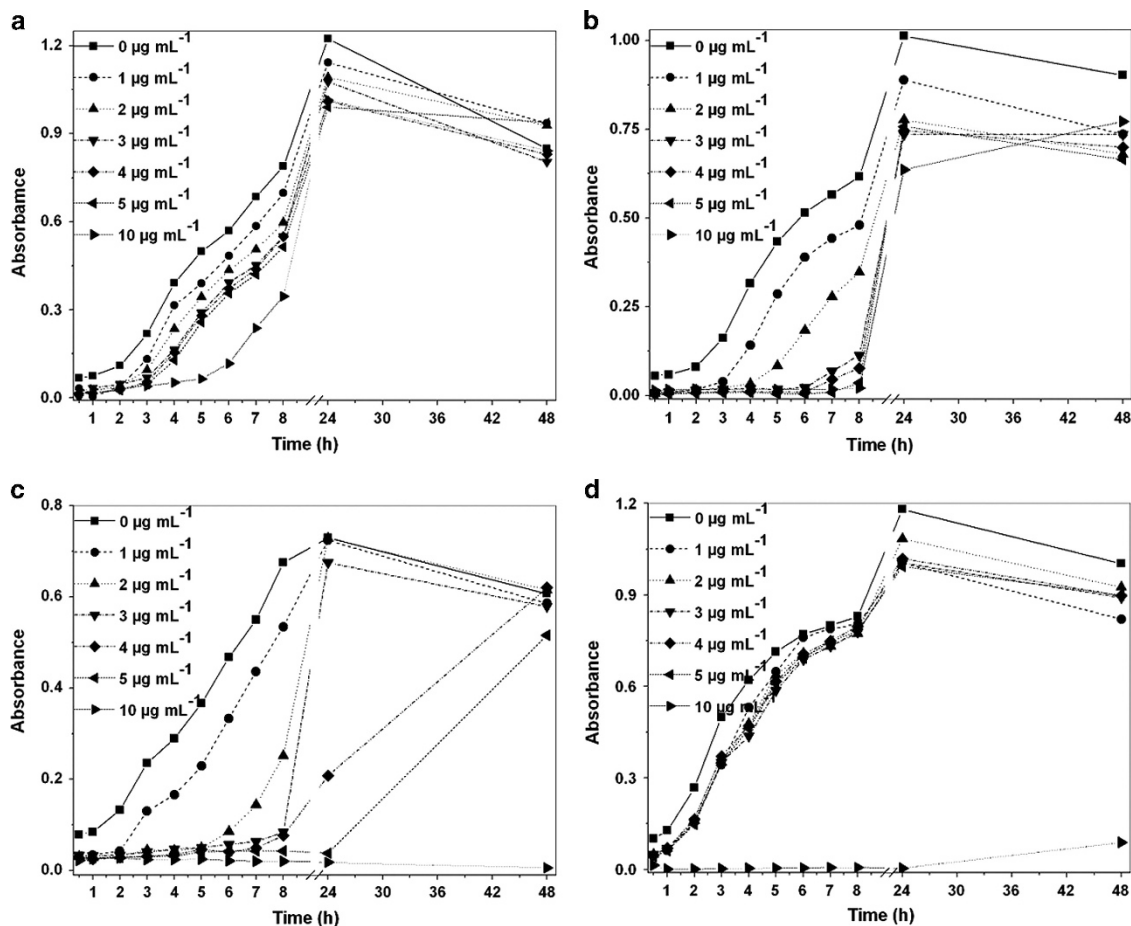 a
1.2
0.9
0.6
0.3
0.0
Absorbamce
0 µg mL⁻¹
1 µg mL⁻¹
2 µg mL⁻¹
3 µg mL⁻¹
4 µg mL⁻¹
5 µg mL⁻¹
10 µg mL⁻¹
1 2 3 4 5 6 7 8 24 30 36 42 48
Time (h)
b
1.00
0.75
0.50
0.25
0.00
Absorbance
0 µg mL⁻¹
1 µg mL⁻¹
2 µg mL⁻¹
3 µg mL⁻¹
4 µg mL⁻¹
5 µg mL⁻¹
10 µg mL⁻¹
1 2 3 4 5 6 7 8 24 30 36 42 48
Time (h)
c
0.8
0.6
0.4
0.2
0.0
Absorbance
0 µg mL⁻¹
1 µg mL⁻¹
2 µg mL⁻¹
3 µg mL⁻¹
4 µg mL⁻¹
5 µg mL⁻¹
10 µg mL⁻¹
1 2 3 4 5 6 7 8 24 30 36 42 48
Time (h)
d
1.2
0.9
0.6
0.3
0.0
Absorbance
0 µg mL⁻¹
1 µg mL⁻¹
2 µg mL⁻¹
3 µg mL⁻¹
4 µg mL⁻¹
5 µg mL⁻¹
10 µg mL⁻¹
1 2 3 4 5 6 7 8 24 30 36 42 48
Time (h)